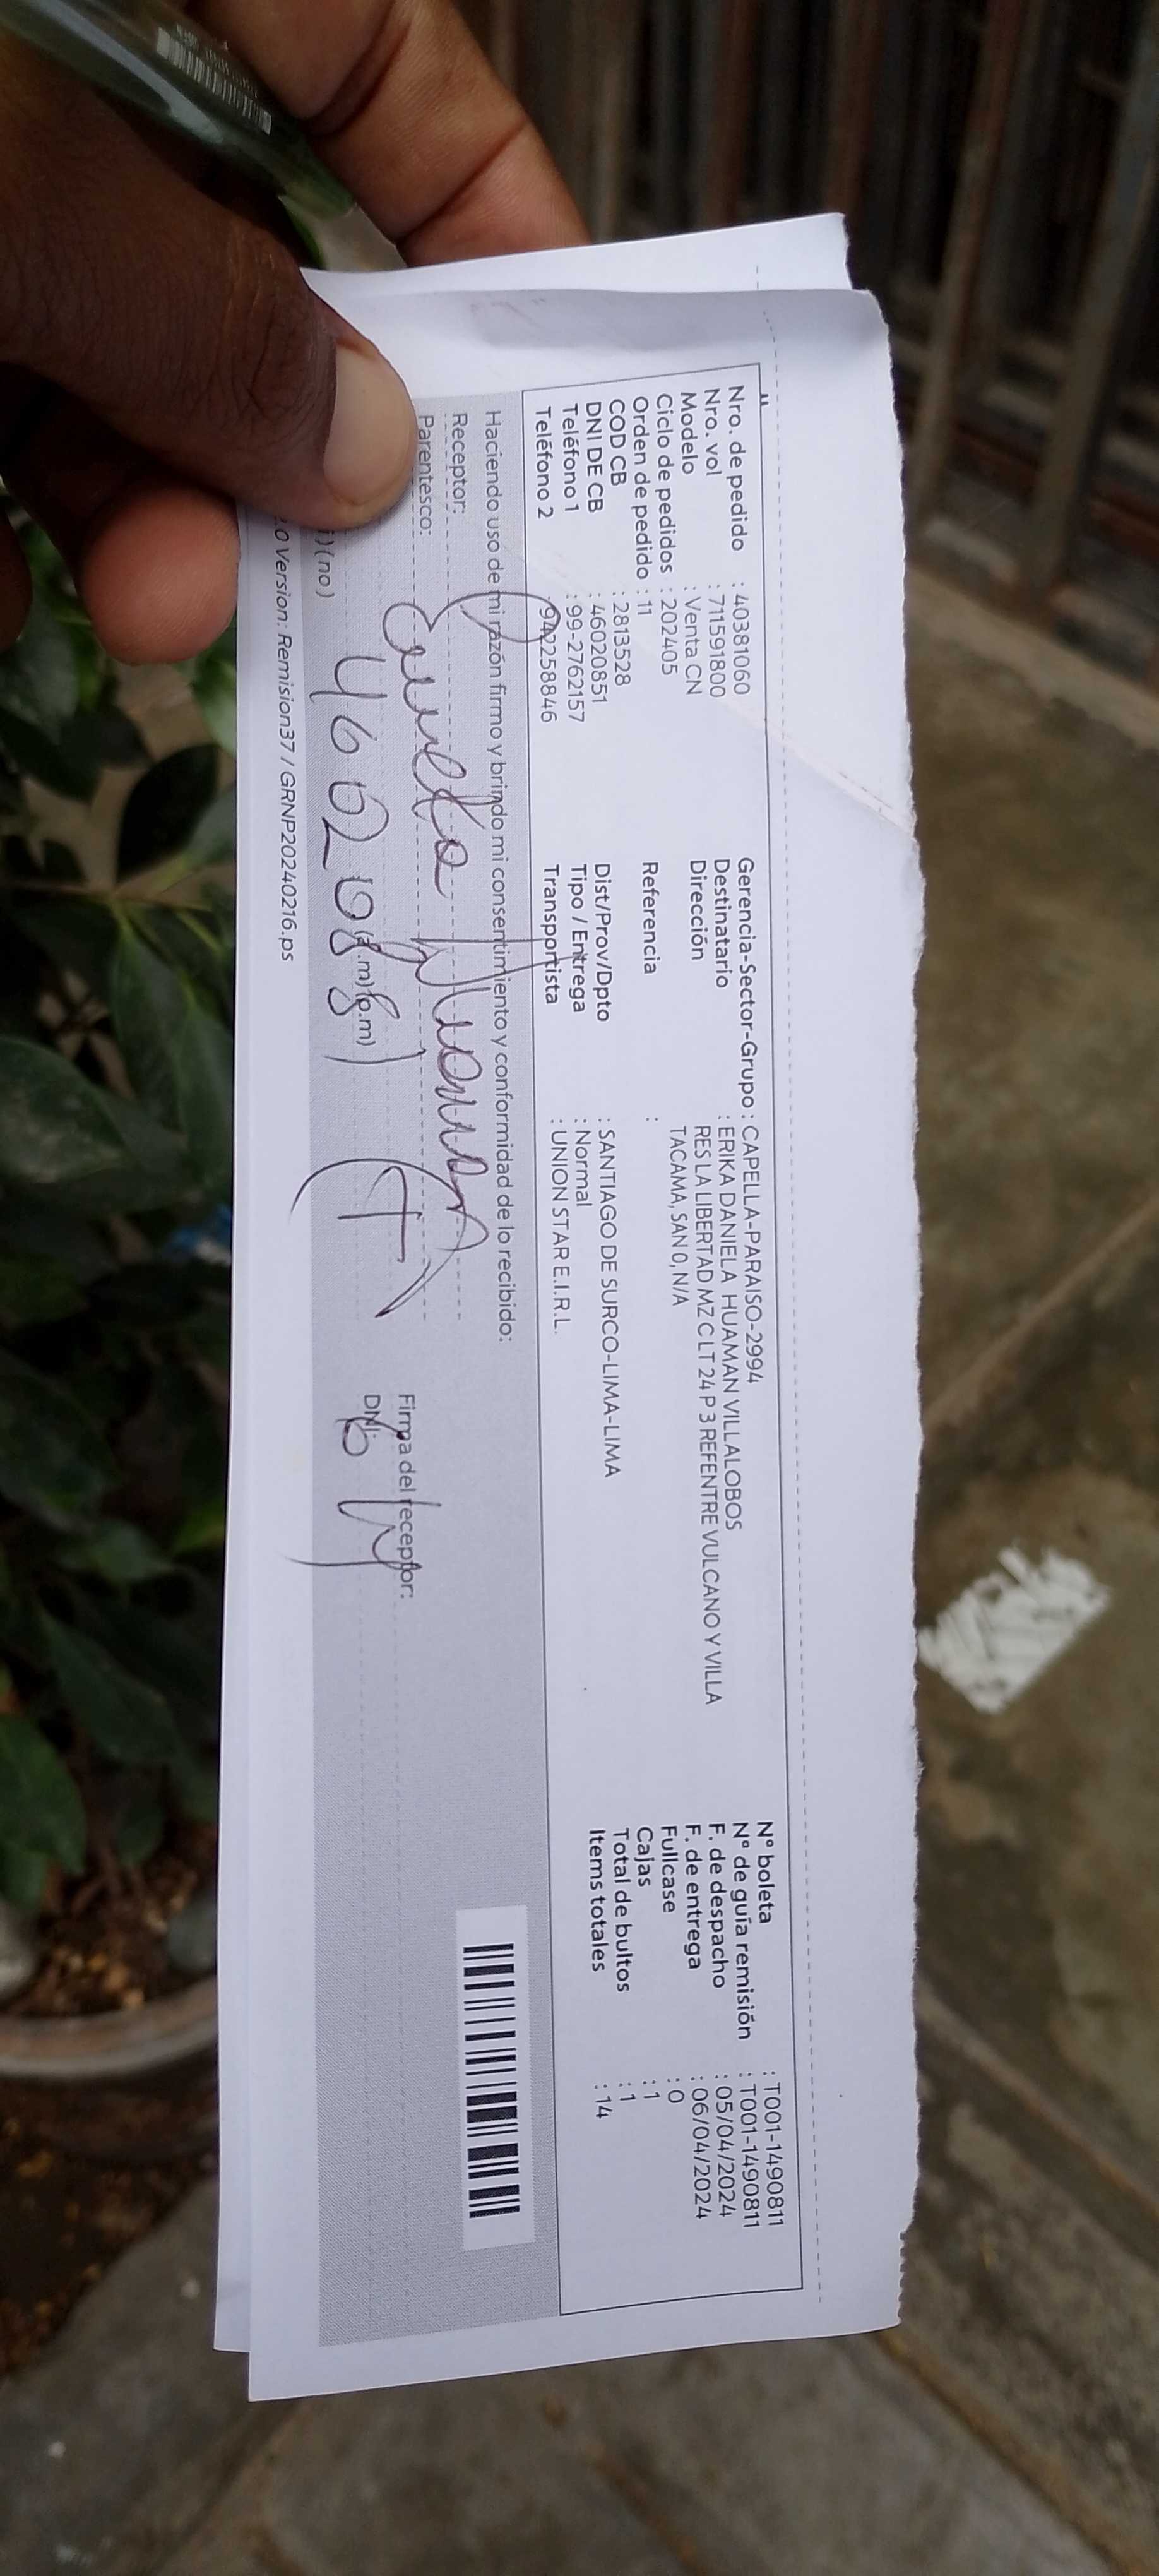 Nro. de pedido : 40381060
Nro. vol : 711591800
Modelo : Venta CN
Ciclo de pedidos : 202405
Orden de pedido : 11
COD CB : 2813528
DNI DE CB : 46020851
Teléfono 1 : 99-2762157
Teléfono 2 : 942258846
Gerencia-Sector-Grupo : CAPELLA-PARAISO-2994
Destinatario : ERIKA DANIELA HUAMAN VILLALOBOS
Dirección RES LA LIBERTAD MZ C LT 24 P 3 REFENTRE VULCANO Y VILLA
TACAMA, SAN 0, N/A
Referencia :
Dist/Prov/Dpto : SANTIAGO DE SURCO-LIMA-LIMA
Tipo / Entrega : Normal
Transportista : UNION STAR E.I.R.L.
N° boleta : T001-1490811
N° de guía remisión : T001-1490811
F. de despacho : 05/04/2024
F. de entrega : 06/04/2024
Fullcase : 0
Cajas : 1
Total de bultos : 1
Items totales : 14
Haciendo uso de mi razón firmo y brindo mi consentimiento y conformidad de lo recibido:
Receptor:
Parentesco:
Firma del receptor:
DNI:
i) (no)
.m) (p.m)
.0 Version: Remision37 / GRNP20240216.ps